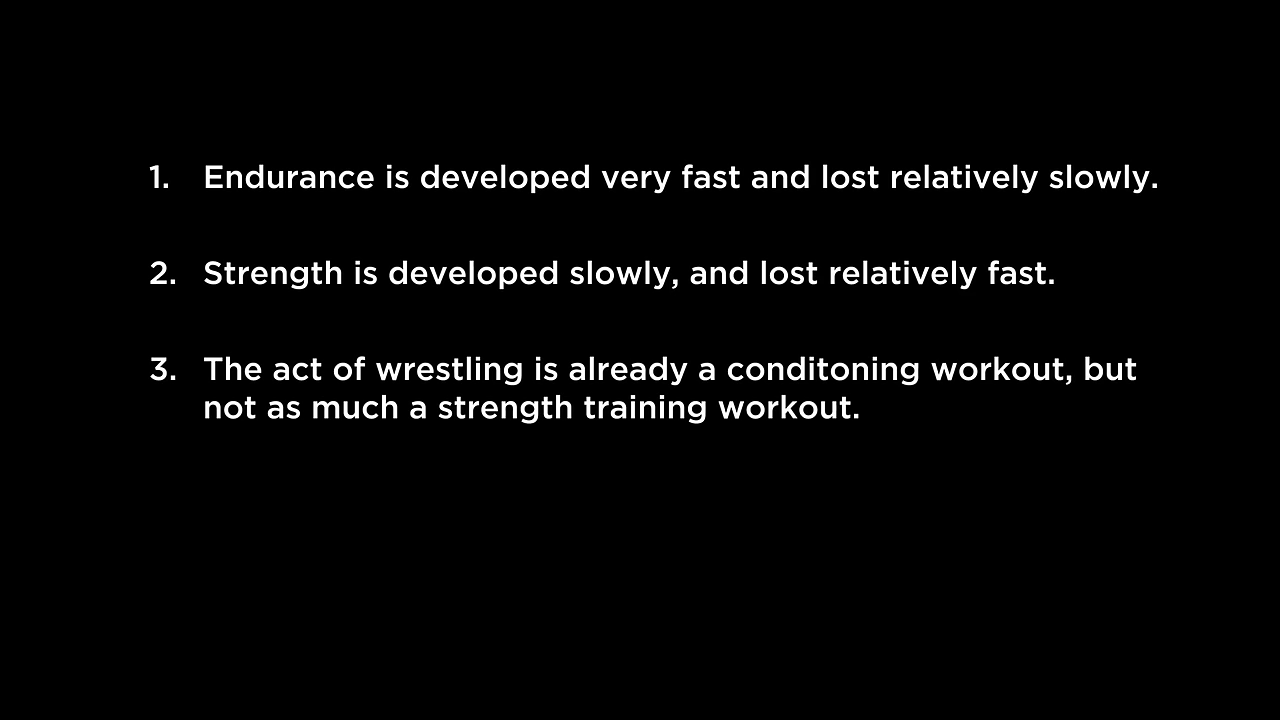 1. Endurance is developed very fast and lost relatively slowly.
2. Strength is developed slowly, and lost relatively fast.
3. The act of wrestling is already a conditoning workout, but
not as much a strength training workout.